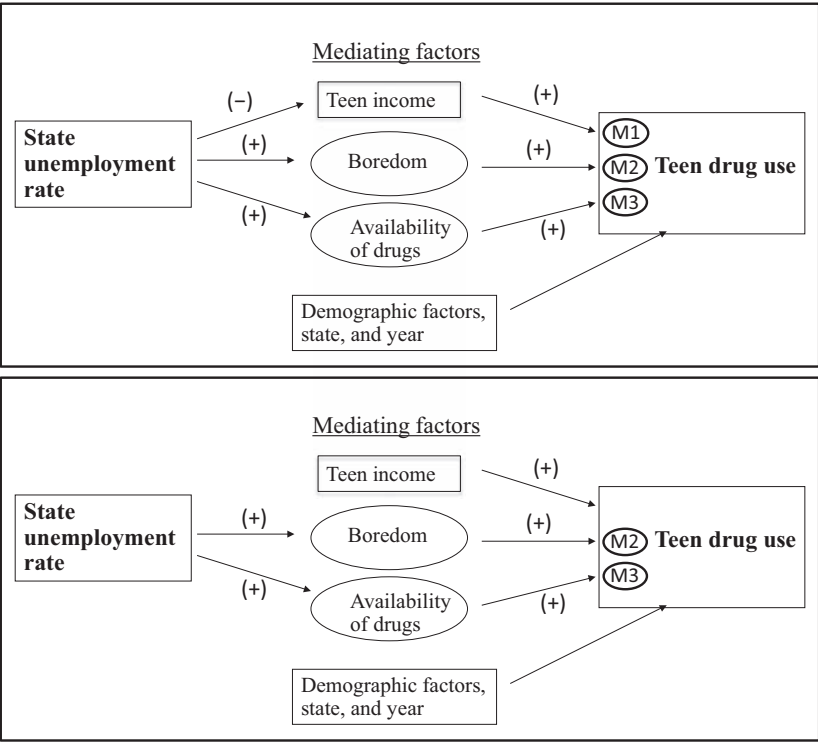 Mediating factors
(−)
Teen income
(+)
M1
State
unemployment
rate
(+)
Boredom
(+)
M2
Teen drug use
(+)
Availability
of drugs
(+)
M3
Demographic factors,
state, and year
Mediating factors
Teen income
(+)
State
unemployment
rate
(+)
Boredom
(+)
M2
Teen drug use
(+)
Availability
of drugs
(+)
M3
Demographic factors,
state, and year